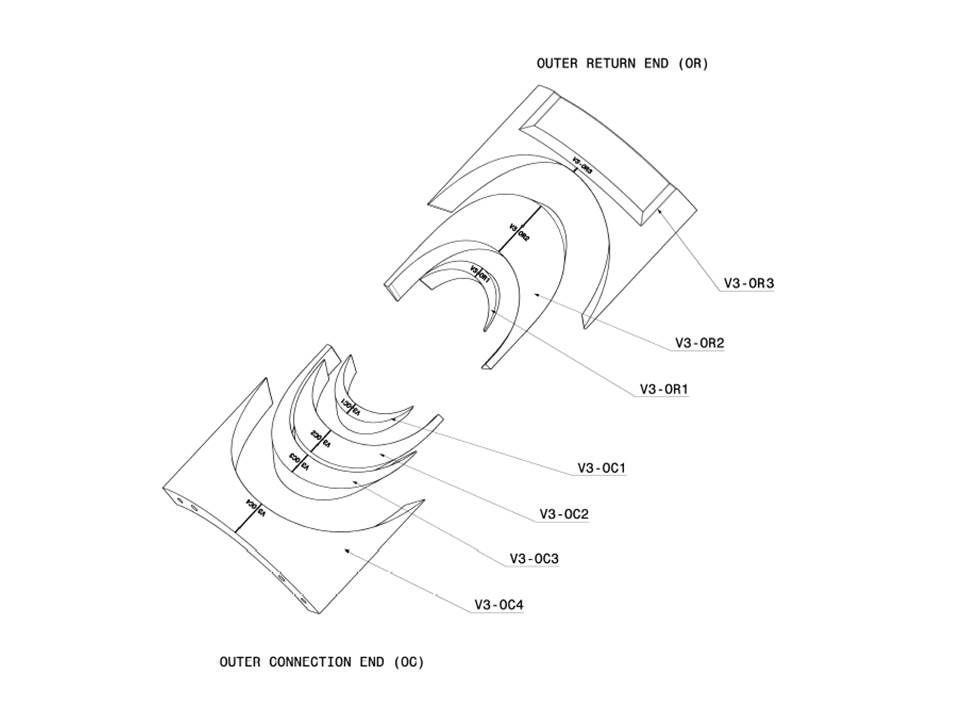 OUTER RETURN END (OR)
V3-OR3
V3-OR2
V3-OR1
V3-OR3
V3-OR2
V3-OR1
V3-OC1
V3-OC2
V3-OC3
V3-OC4
V3-OC1
V3-OC2
V3-OC3
V3-OC4
OUTER CONNECTION END (OC)